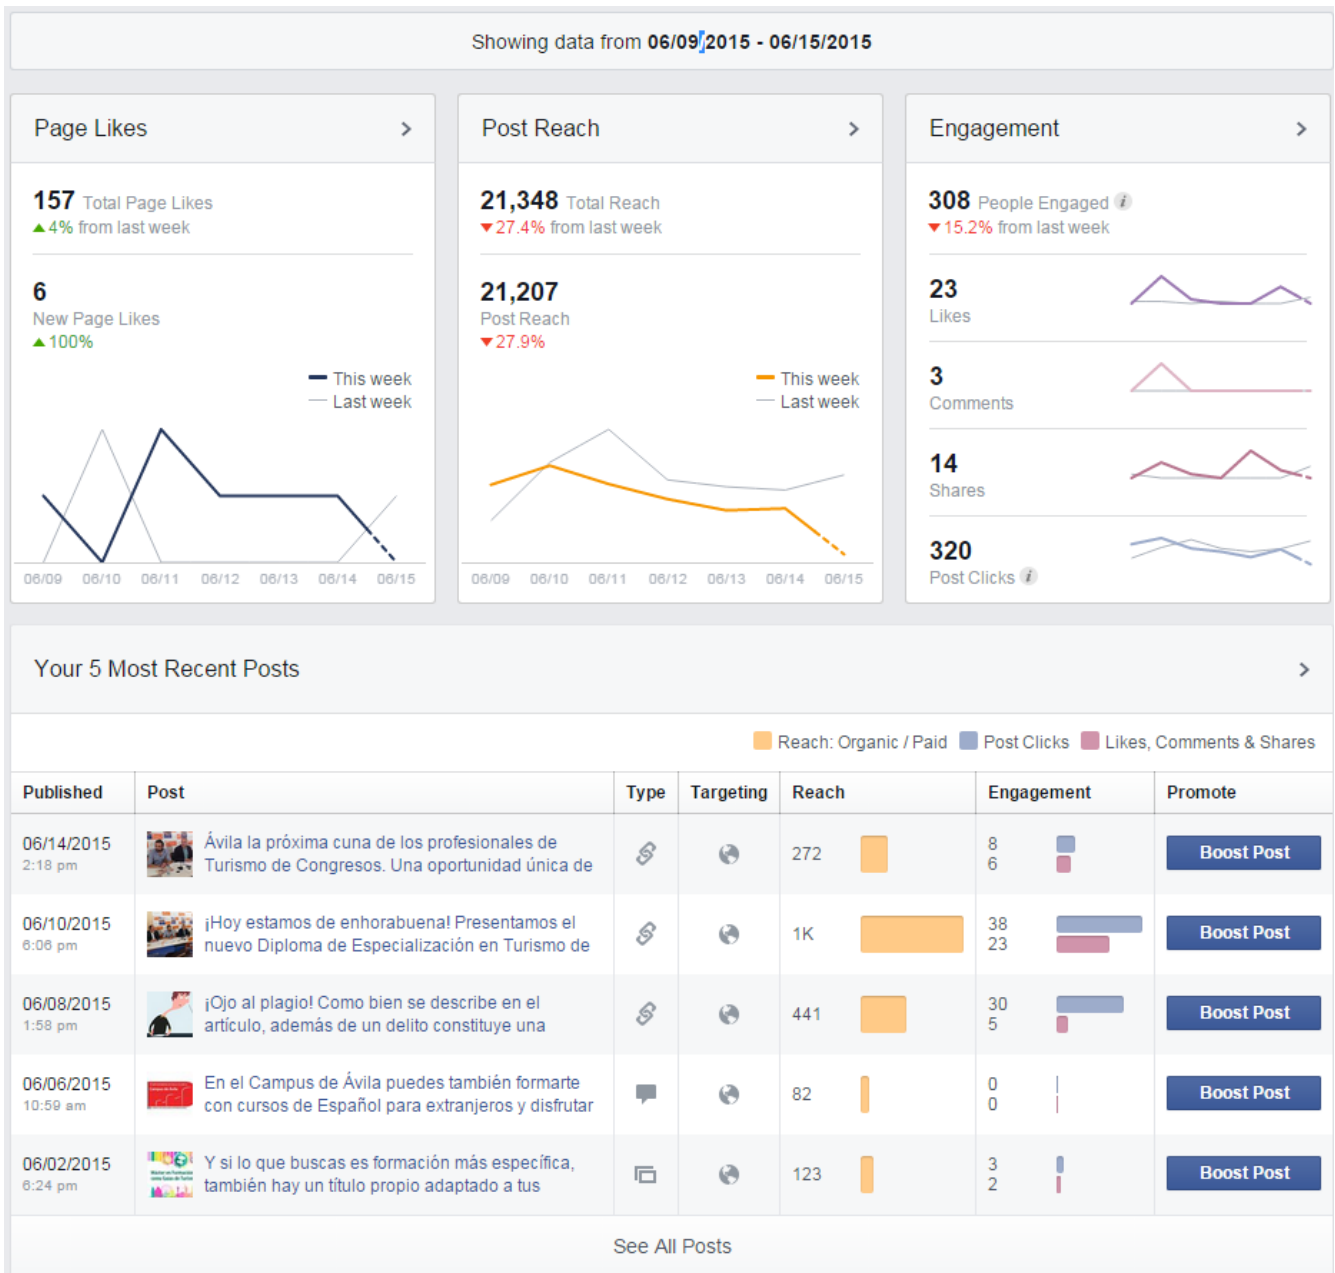 Showing data from 06/09/2015 - 06/15/2015
Page Likes
157 Total Page Likes
4% from last week
6
New Page Likes
100%
This week
Last week
06/09 06/10 06/11 06/12 06/13 06/14 06/15
Post Reach
21,348 Total Reach
27.4% from last week
21,207
Post Reach
27.9%
This week
Last week
06/09 06/10 06/11 06/12 06/13 06/14 06/15
Engagement
308 People Engaged i
15.2% from last week
23
Likes
3
Comments
14
Shares
320
Post Clicks i
Your 5 Most Recent Posts
Reach: Organic / Paid Post Clicks Likes, Comments & Shares
Published Post Type Targeting Reach Engagement Promote
06/14/2015
2:18 pm
Ávila la próxima cuna de los profesionales de
Turismo de Congresos. Una oportunidad única de
272
8
6
Boost Post
06/10/2015
6:06 pm
¡Hoy estamos de enhorabuena! Presentamos el
nuevo Diploma de Especialización en Turismo de
1K
38
23
Boost Post
06/08/2015
1:58 pm
¡Ojo al plagio! Como bien se describe en el
artículo, además de un delito constituye una
441
30
5
Boost Post
06/06/2015
10:59 am
En el Campus de Ávila puedes también formarte
con cursos de Español para extranjeros y disfrutar
82
0
0
Boost Post
06/02/2015
6:24 pm
Y si lo que buscas es formación más específica,
también hay un título propio adaptado a tus
123
3
2
Boost Post
See All Posts